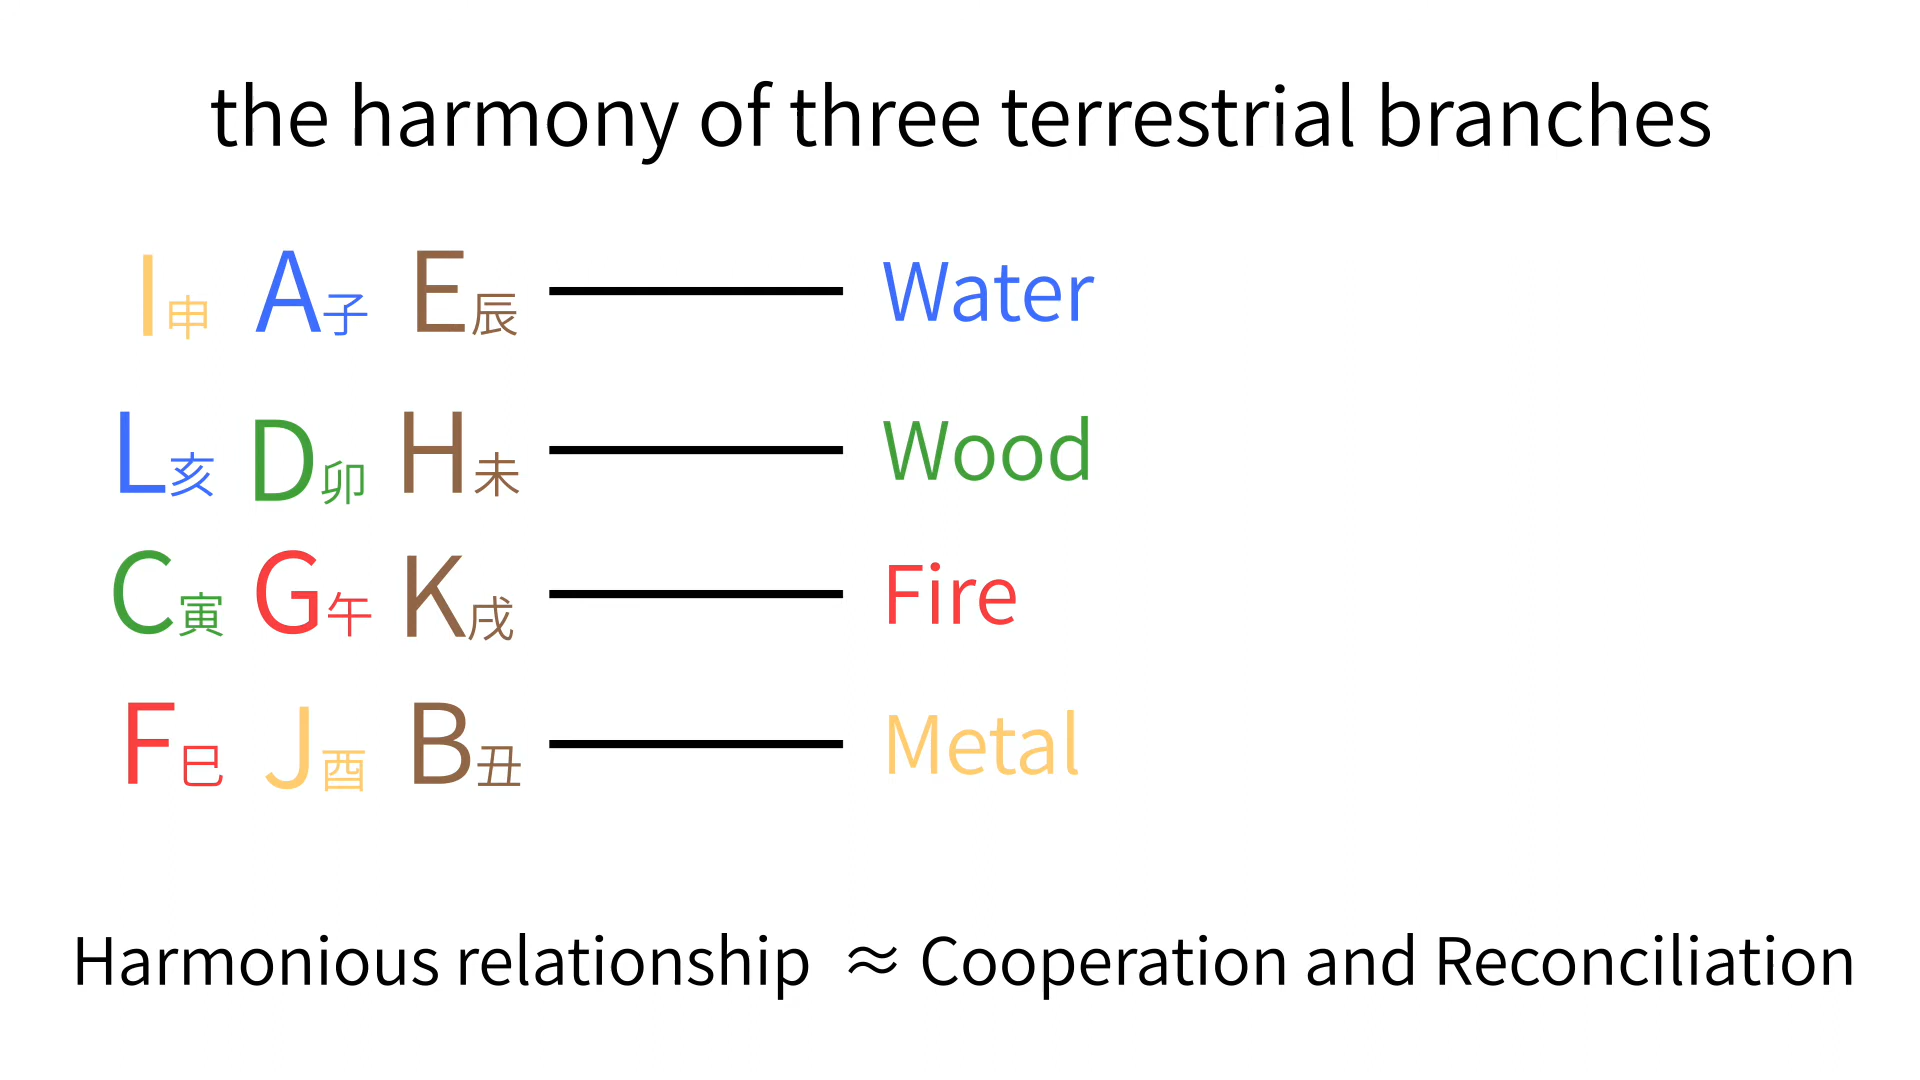 the harmony of three terrestrial branches
I申 A子 E辰 Water
L亥 D卯 H未 Wood
C寅 G午 K戌 Fire
F巳 J酉 B丑 Metal
Harmonious relationship ≈ Cooperation and Reconciliation